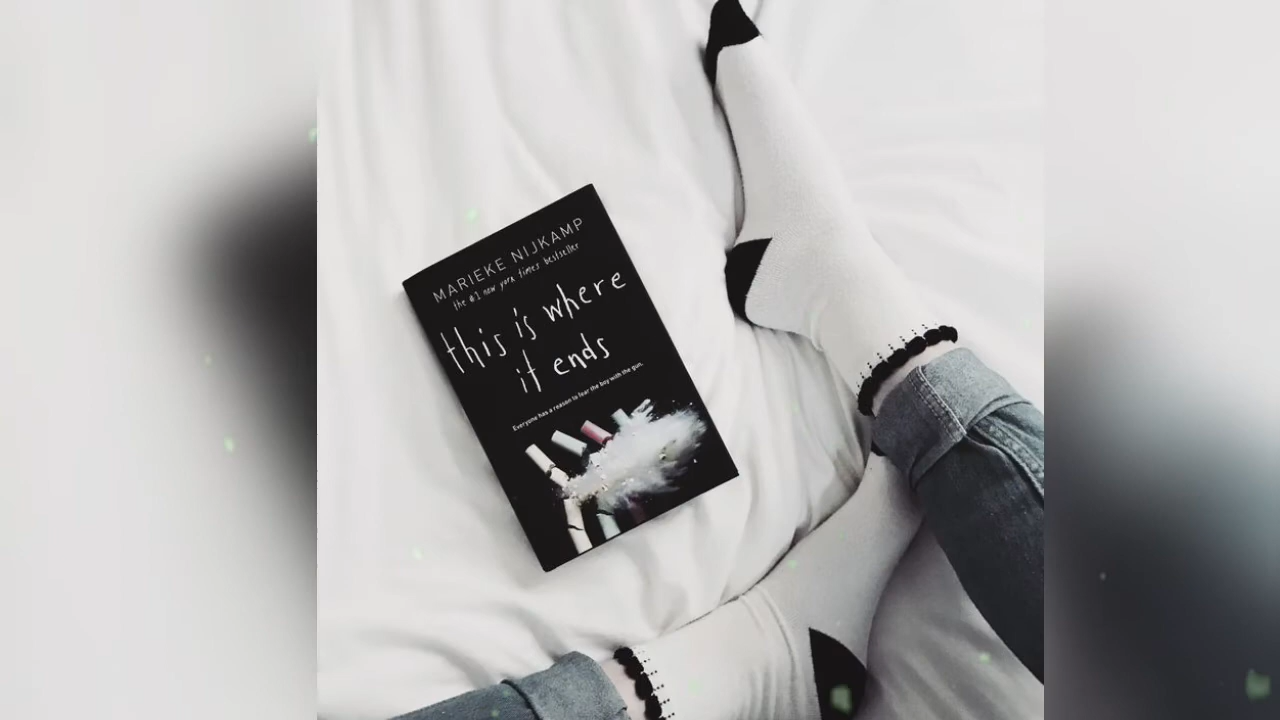 MARIEKE NIJKAMP
the #1 new york times bestseller
this is where
it ends
Everyone has a reason to fear the boy with the gun.